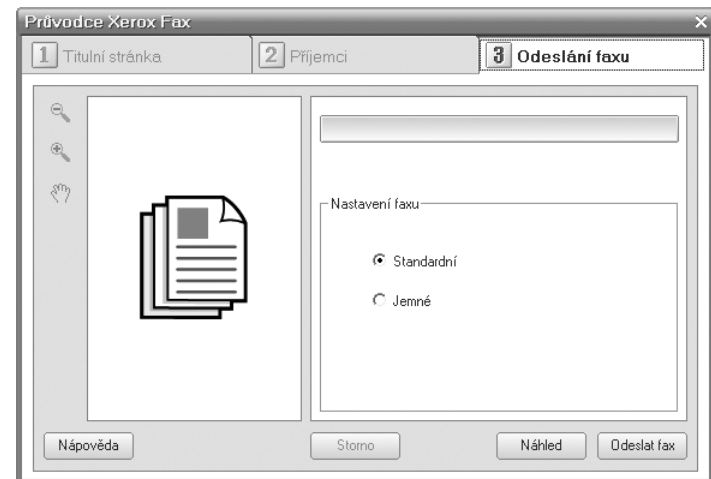 Průvodce Xerox Fax
1 Titulní stránka
2 Příjemci
3 Odeslání faxu
Nastavení faxu
Standardní
Jemné
Nápověda
Storno
Náhled
Odeslat fax